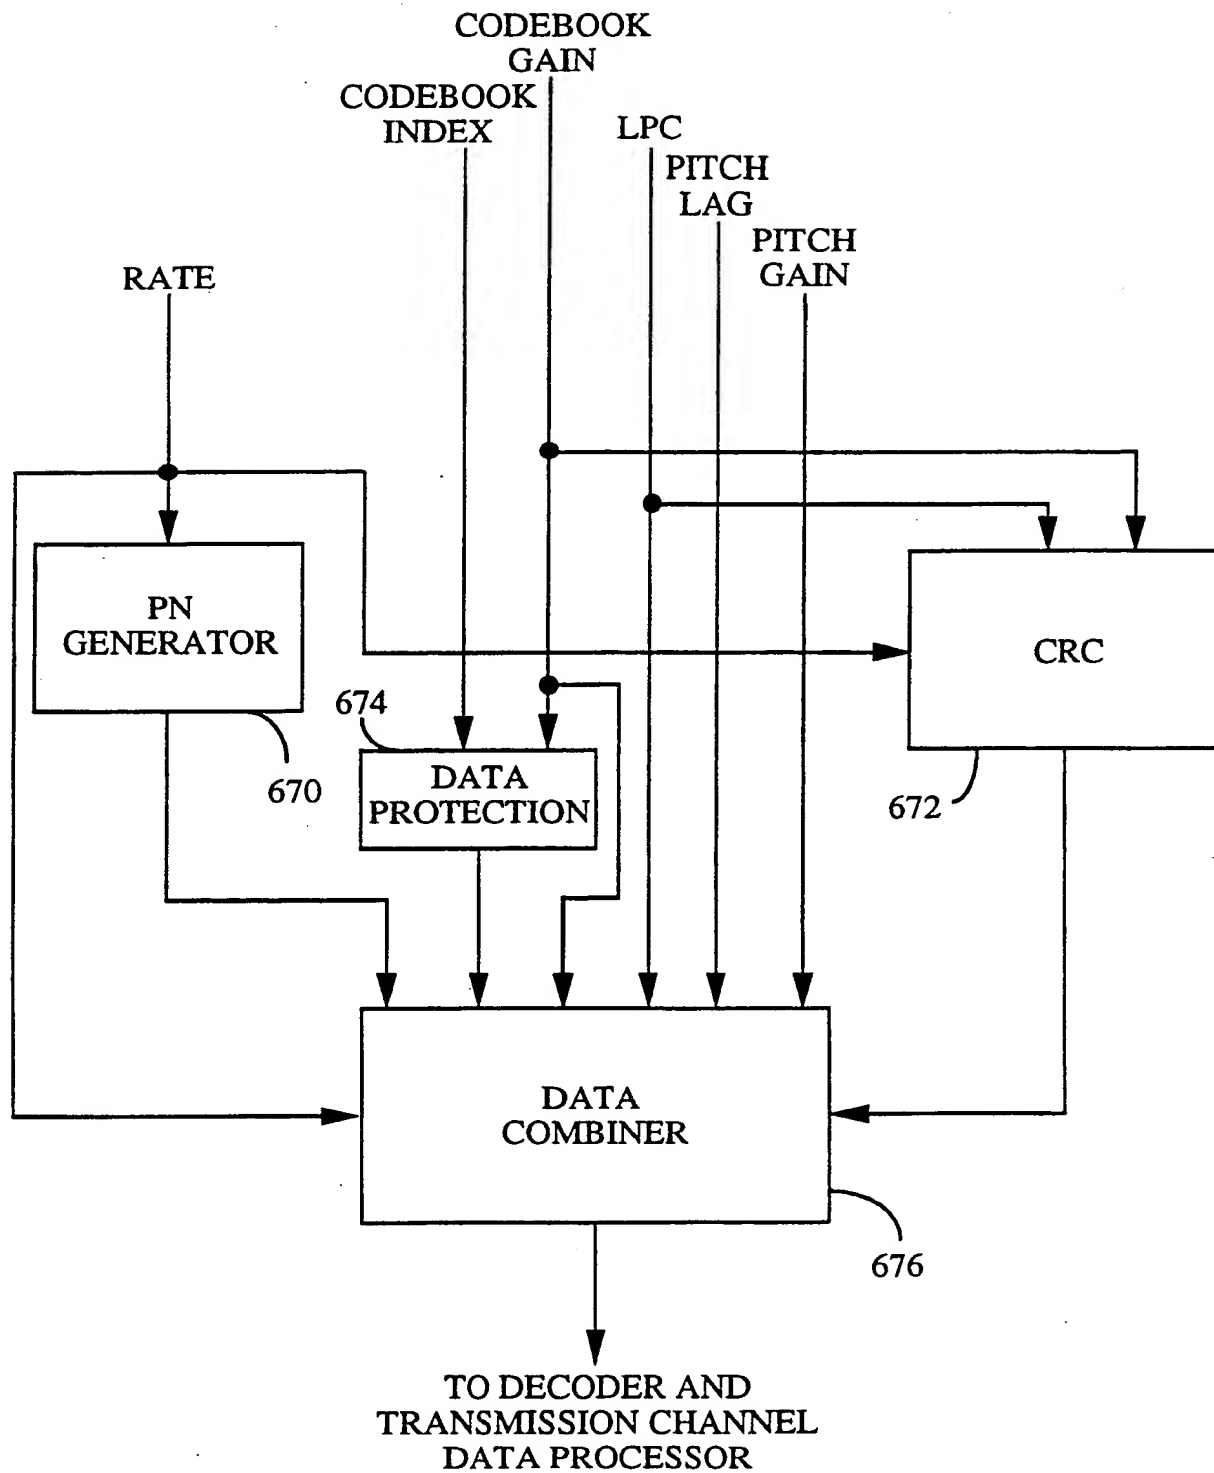 CODEBOOK
GAIN
CODEBOOK
INDEX
LPC
PITCH
LAG
PITCH
GAIN
RATE
PN
GENERATOR
CRC
674
DATA
PROTECTION
670
672
DATA
COMBINER
676
TO DECODER AND
TRANSMISSION CHANNEL
DATA PROCESSOR